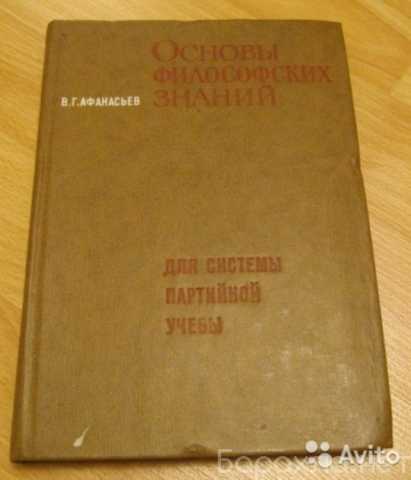 Основы
философских
знаний
В.Г.АФАНАСЬЕВ
ДЛЯ СИСТЕМЫ
ПАРТИЙНОЙ
УЧЕБЫ
Avito